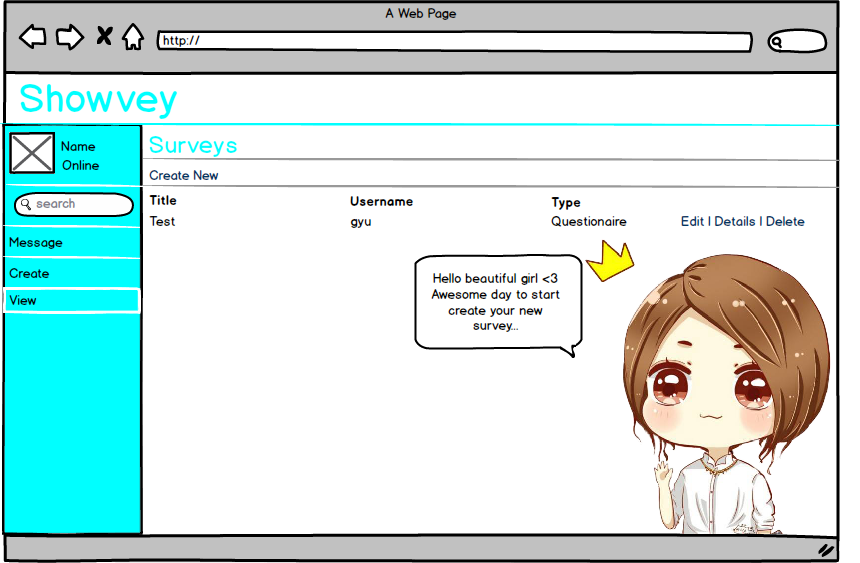 A Web Page
http://
Showvey
Name
Online
search
Message
Create
View
Surveys
Create New
Title Username Type
Test gyu Questionaire Edit | Details | Delete
Hello beautiful girl <3
Awesome day to start
create your new
survey...